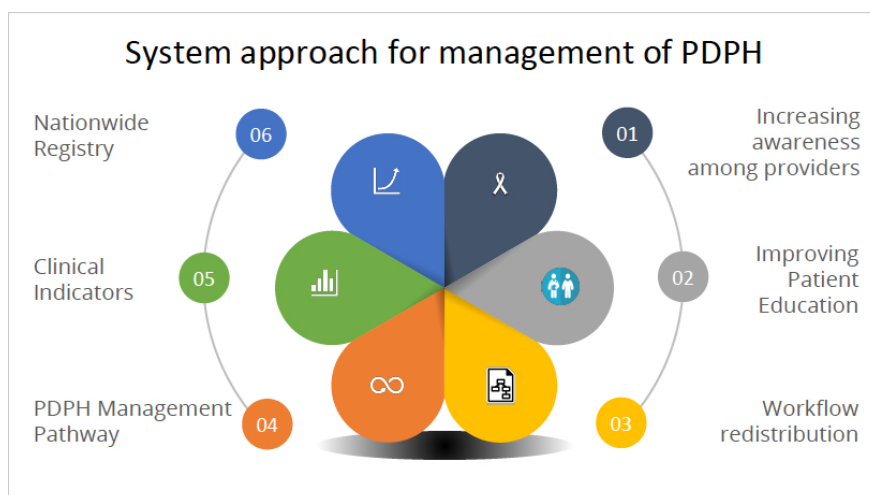 System approach for management of PDPH
01
Increasing
awareness
among providers
02
Improving
Patient
Education
03
Workflow
redistribution
04
PDPH Management
Pathway
05
Clinical
Indicators
06
Nationwide
Registry